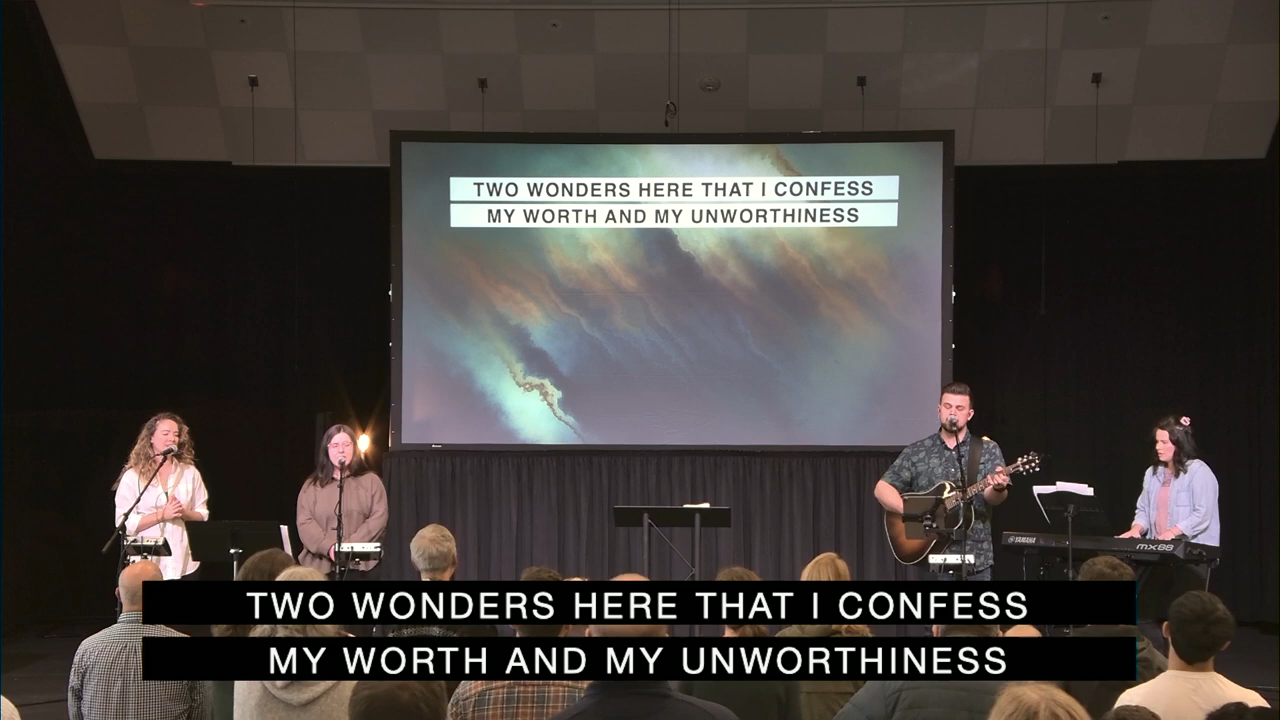 TWO WONDERS HERE THAT I CONFESS
MY WORTH AND MY UNWORTHINESS
YAMAHA
MX88
TWO WONDERS HERE THAT I CONFESS
MY WORTH AND MY UNWORTHINESS